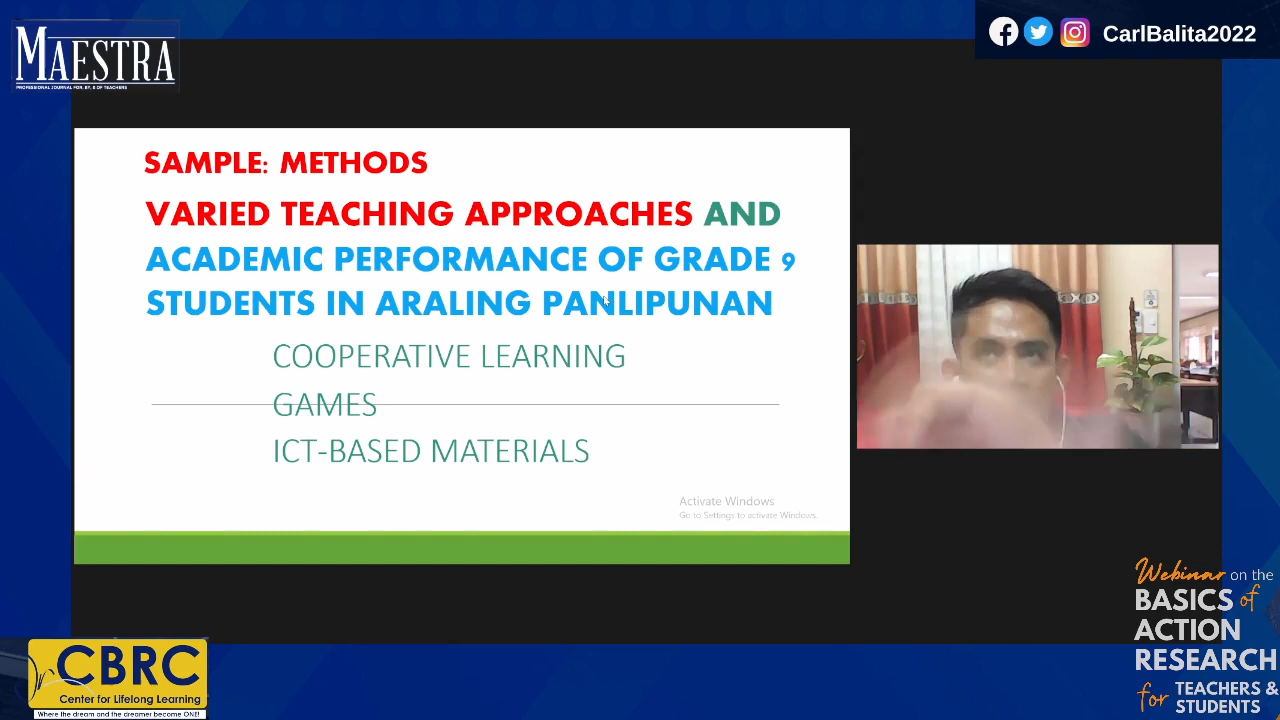 MAESTRA
PROFESSIONAL JOURNAL FOR, BY, & OF TEACHERS
CarlBalita2022
SAMPLE: METHODS
VARIED TEACHING APPROACHES AND
ACADEMIC PERFORMANCE OF GRADE 9
STUDENTS IN ARALING PANLIPUNAN
COOPERATIVE LEARNING
GAMES
ICT-BASED MATERIALS
Activate Windows
Go to Settings to activate Windows.
CBRC
Center for Lifelong Learning
Where the dream and the dreamer become ONE!
Webinar on the
BASICS of
ACTION
RESEARCH
for TEACHERS &
STUDENTS